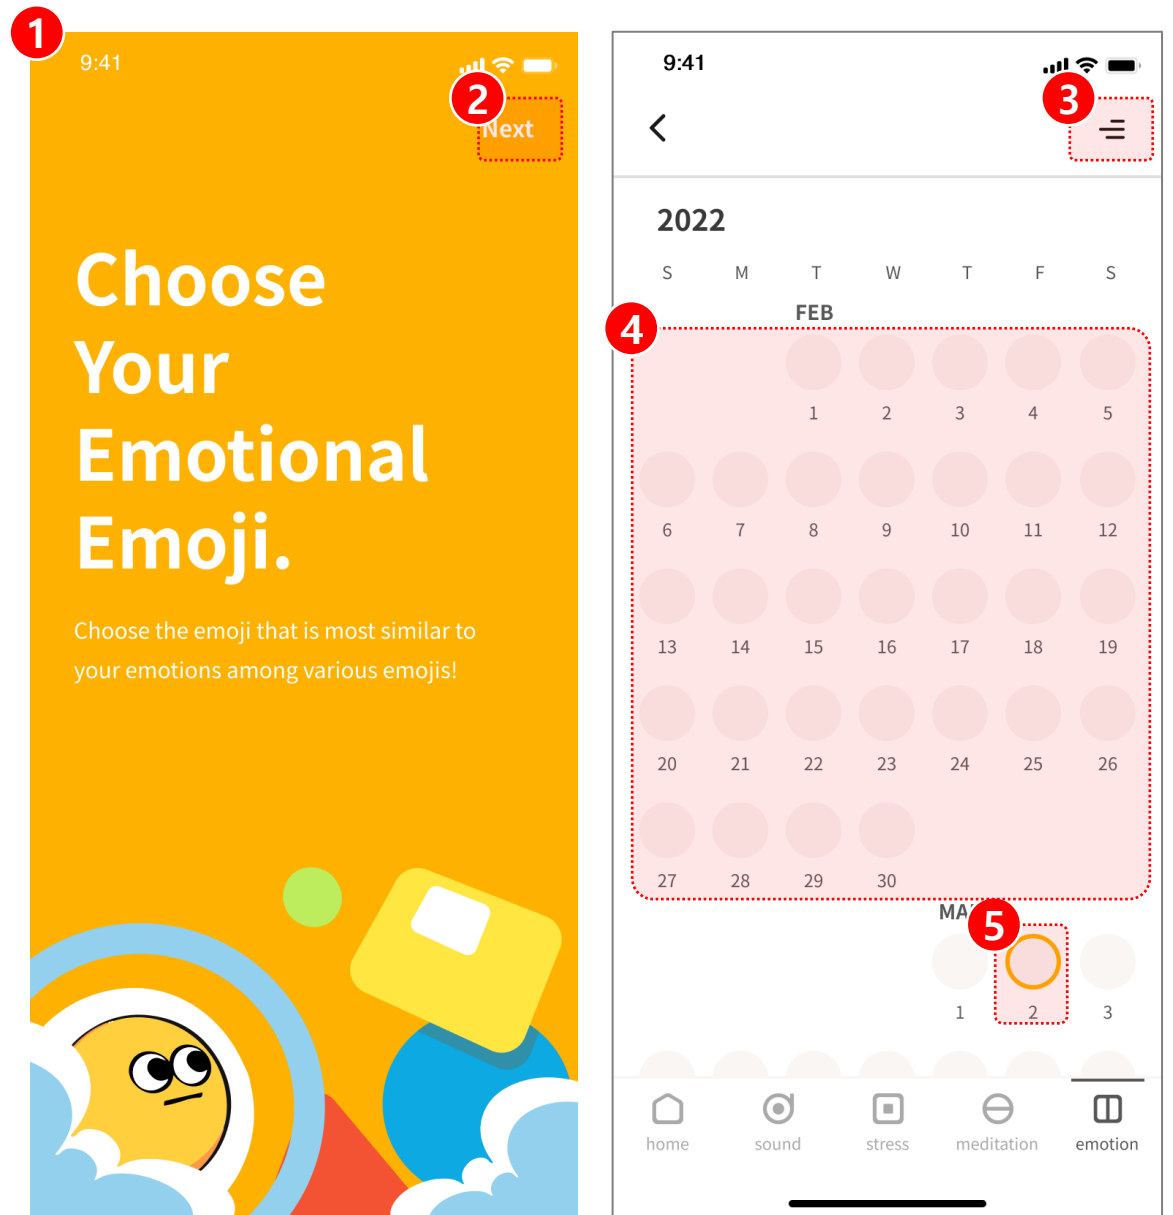 1
9:41
2
Next
Choose
Your
Emotional
Emoji.
Choose the emoji that is most similar to
your emotions among various emojis!
9:41
3
2022
S M T W T F S
FEB
4
1 2 3 4 5
6 7 8 9 10 11 12
13 14 15 16 17 18 19
20 21 22 23 24 25 26
27 28 29 30
5
1 2 3
home sound stress meditation emotion